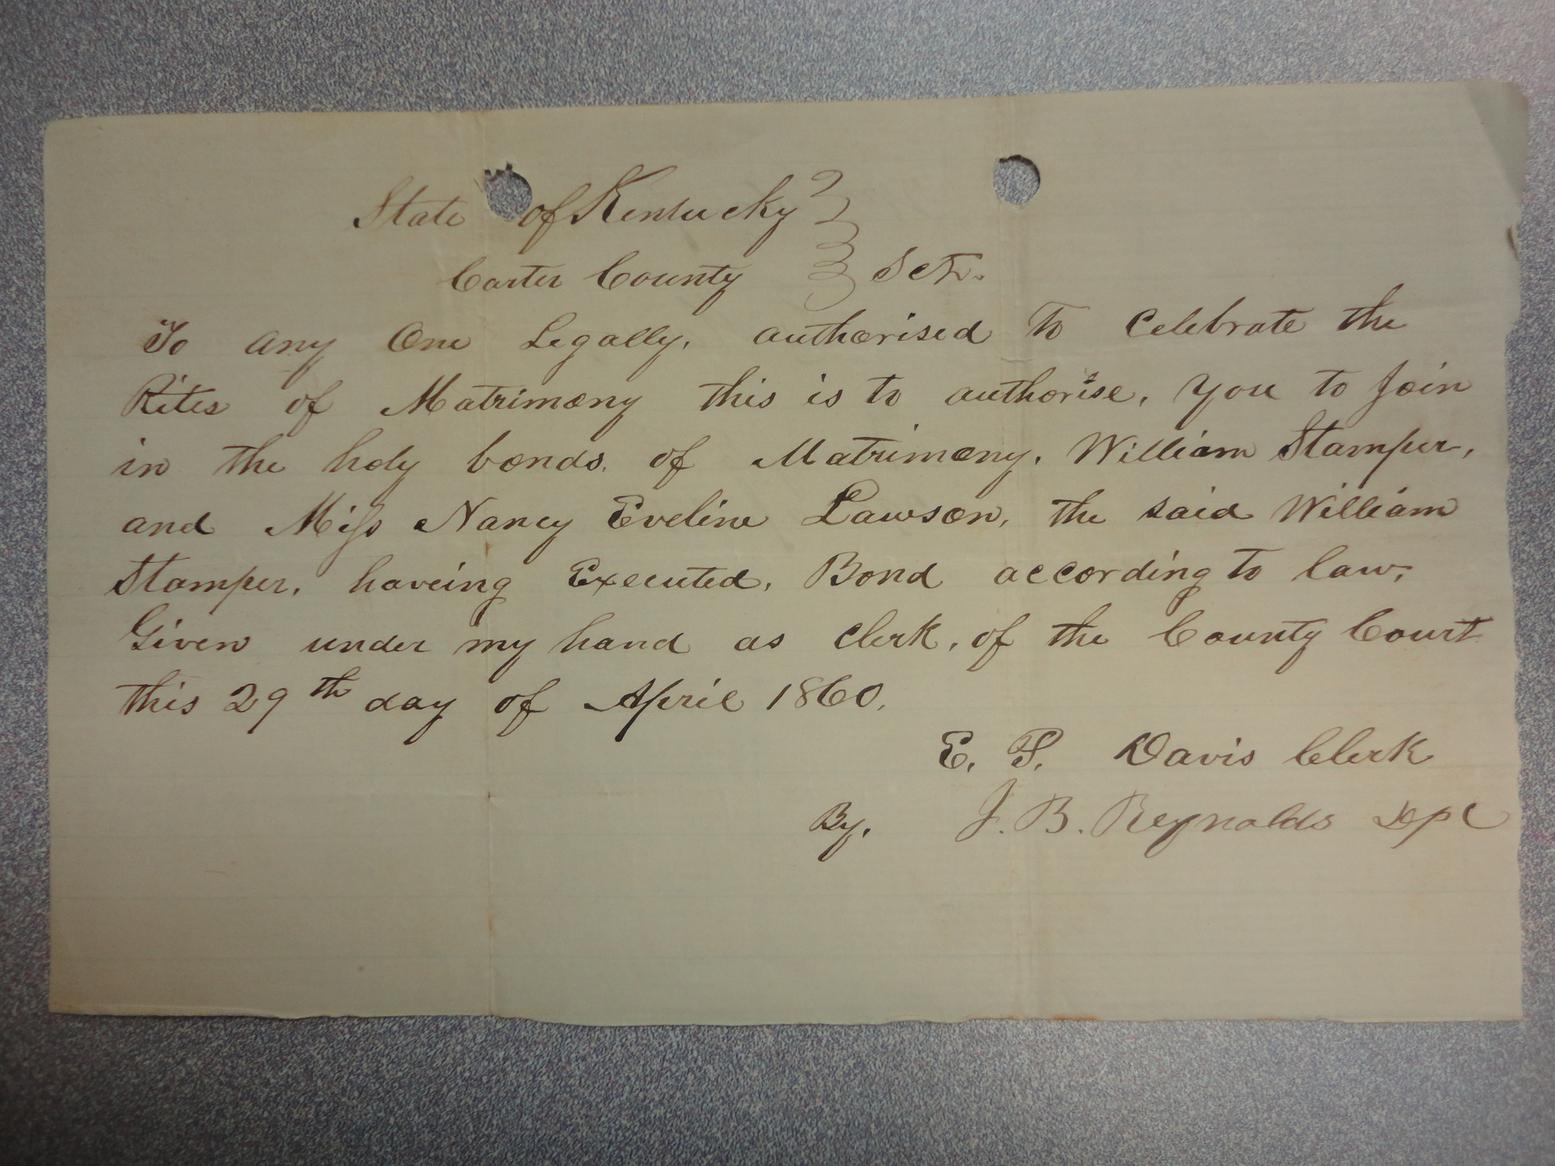 State of Kentucky
Carter County } Sct.
To any One Legally, authorised To Celebrate the
Rites of Matrimony this is to authorise, you to Join
in the holy bonds. of Matrimony. William Stamper,
and Miss Nancy Eveline Lawson, the said William
Stamper, haveing Executed, Bond according to law,
Given under my hand as Clerk, of the County Court
this 29th day of April 1860.
E. F. Davis Clerk
By. J. B. Reynolds Dpc